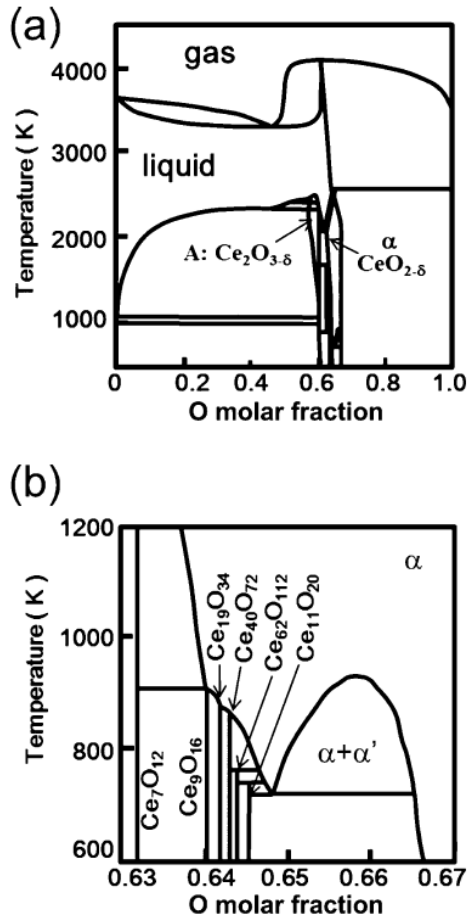 (a)
gas
liquid
A: Ce₂O₃₋δ
α
CeO₂₋δ
4000
3000
2000
1000
Temperature ( K )
0 0.2 0.4 0.6 0.8 1.0
O molar fraction
(b)
1200
1000
800
600
Temperature ( K )
Ce₇O₁₂
Ce₉O₁₆
Ce₁₉O₃₄
Ce₄₀O₇₂
Ce₆₂O₁₁₂
Ce₁₁O₂₀
α
α+α’
0.63 0.64 0.65 0.66 0.67
O molar fraction